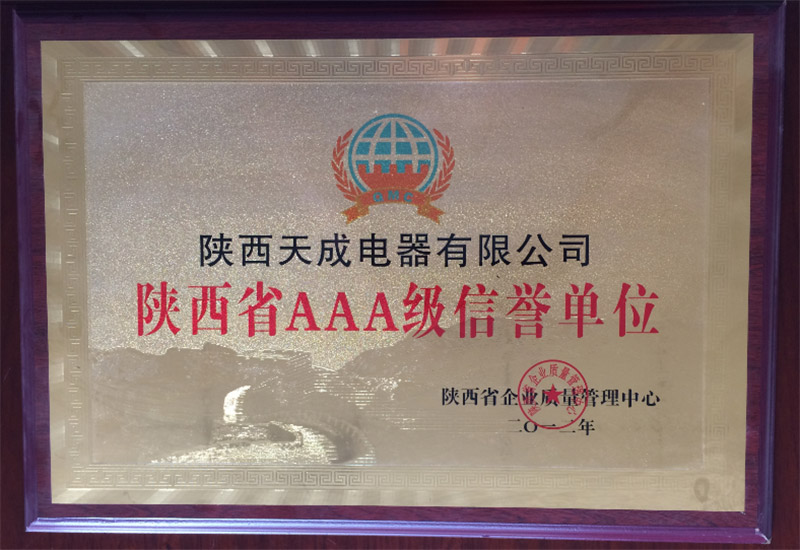 陕西天成电器有限公司
陕西省AAA级信誉单位
陕西省企业质量管理中心
二〇一二年